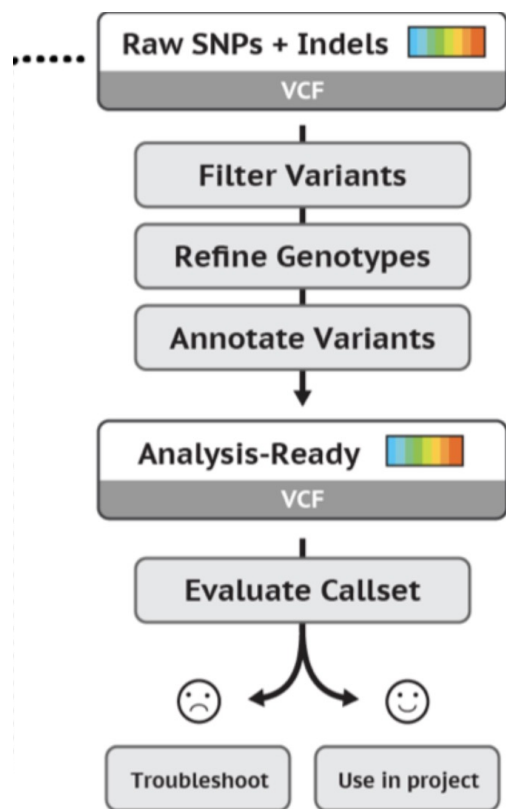 Raw SNPs + Indels
VCF
Filter Variants
Refine Genotypes
Annotate Variants
Analysis-Ready
VCF
Evaluate Callset
Troubleshoot
Use in project